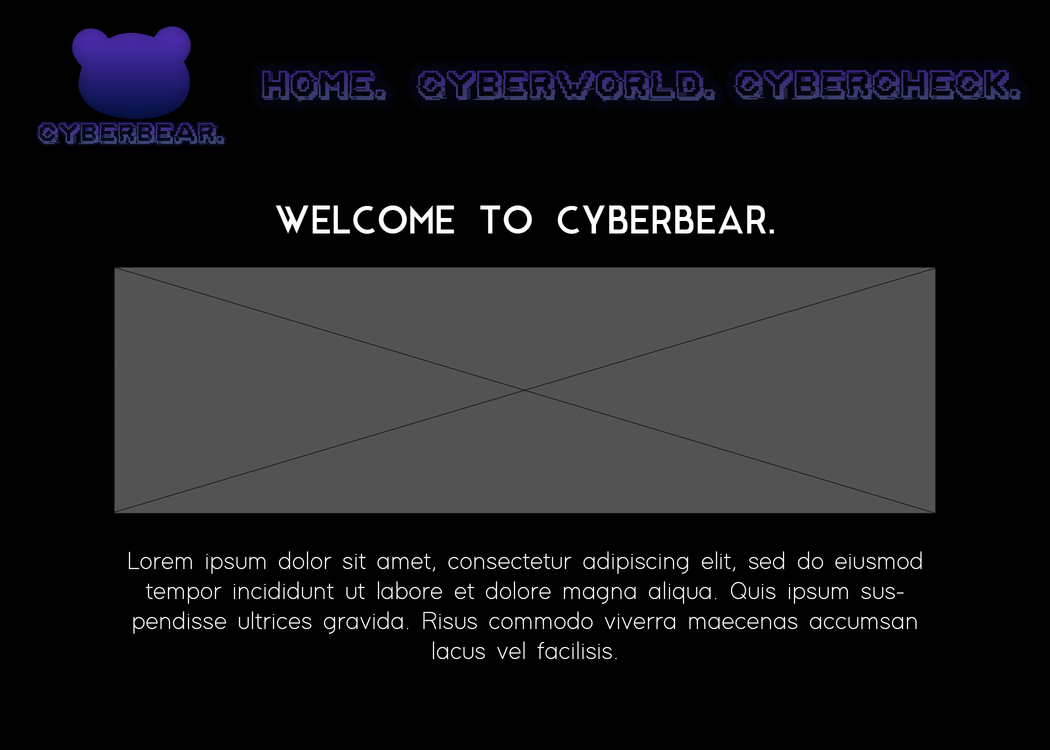 HOME. CYBERWORLD. CYBERCHECK.
CYBERBEAR.
WELCOME TO CYBERBEAR.
Lorem ipsum dolor sit amet, consectetur adipiscing elit, sed do eiusmod
tempor incididunt ut labore et dolore magna aliqua. Quis ipsum sus-
pendisse ultrices gravida. Risus commodo viverra maecenas accumsan
lacus vel facilisis.